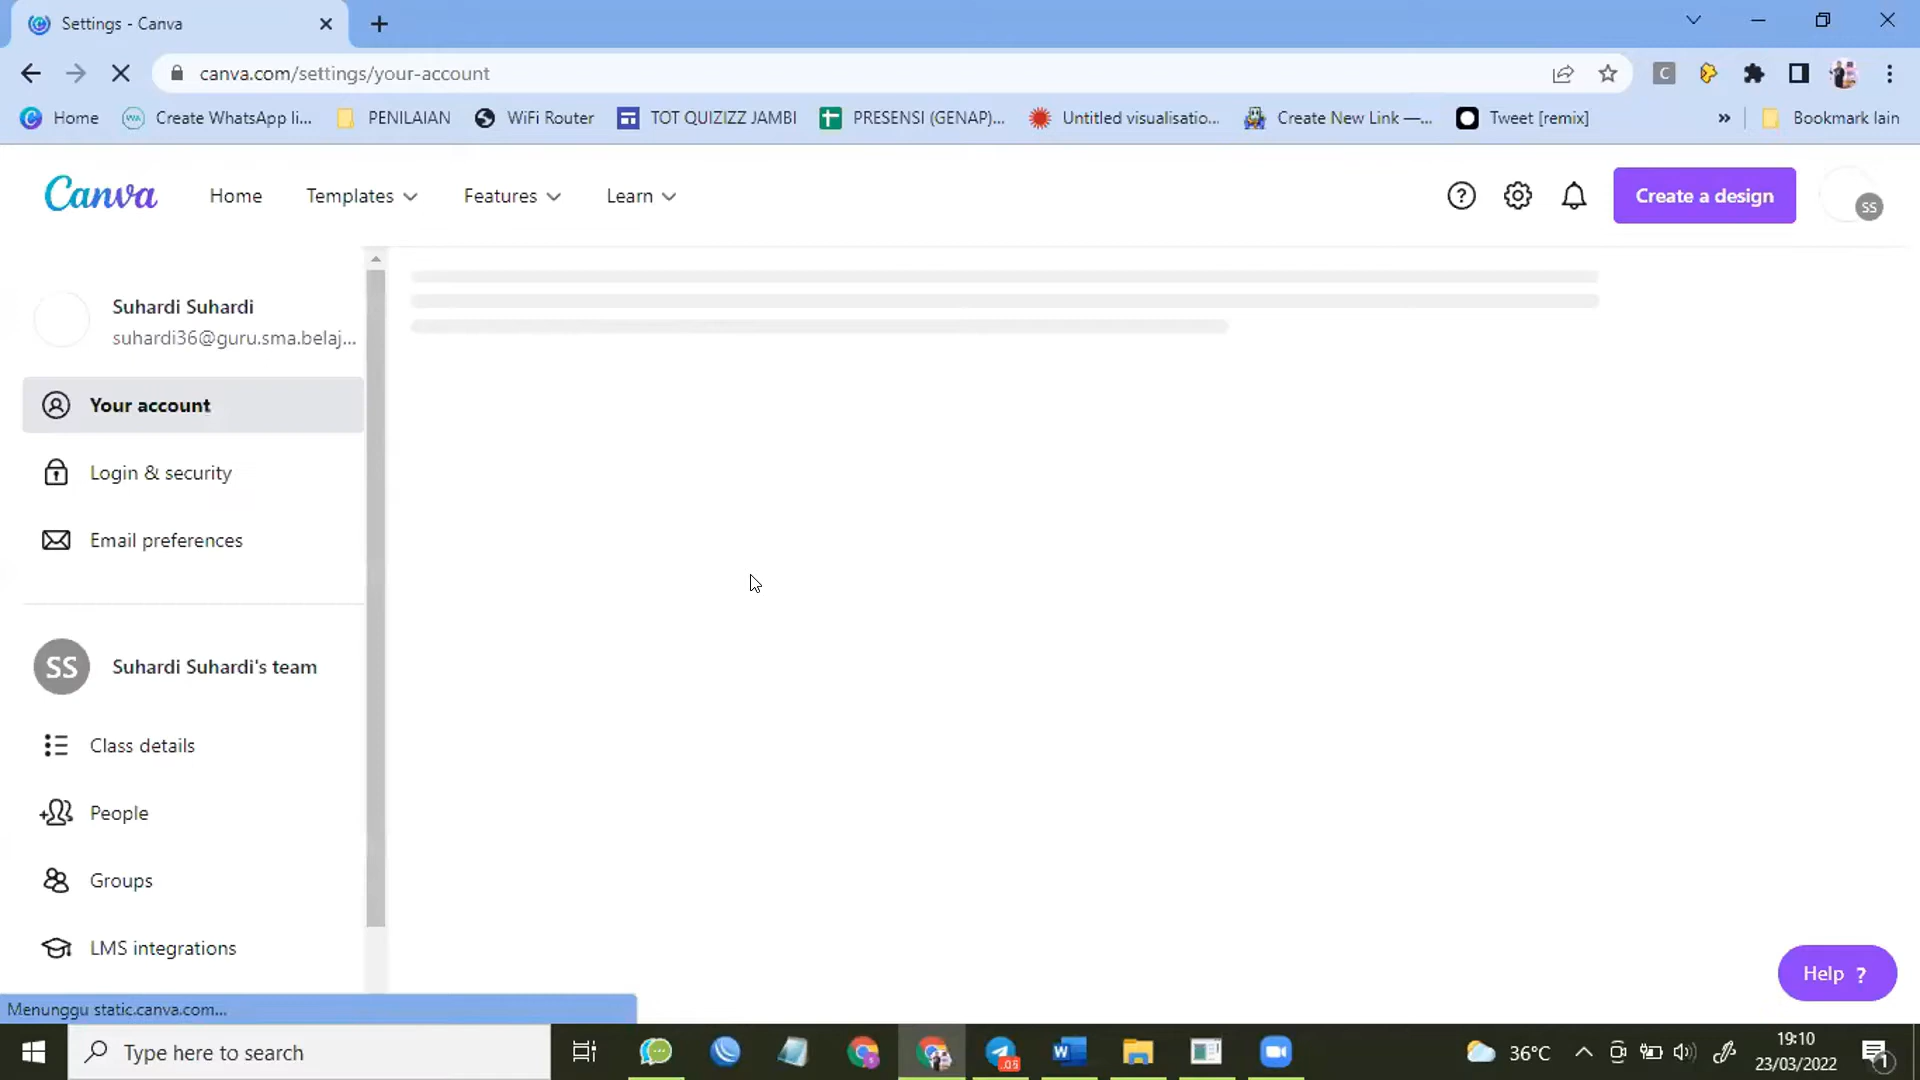 Settings - Canva
canva.com/settings/your-account
C
Home
WA
Create WhatsApp li...
PENILAIAN
WiFi Router
TOT QUIZIZZ JAMBI
PRESENSI (GENAP)...
Untitled visualisatio...
Create New Link —...
Tweet [remix]
»
Bookmark lain
Canva
Home
Templates
Features
Learn
?
Create a design
SS
Suhardi Suhardi
suhardi36@guru.sma.belaj...
Your account
Login & security
Email preferences
SS
Suhardi Suhardi's team
Class details
People
Groups
LMS integrations
Help ?
Menunggu static.canva.com...
Type here to search
36°C
19:10
23/03/2022
1